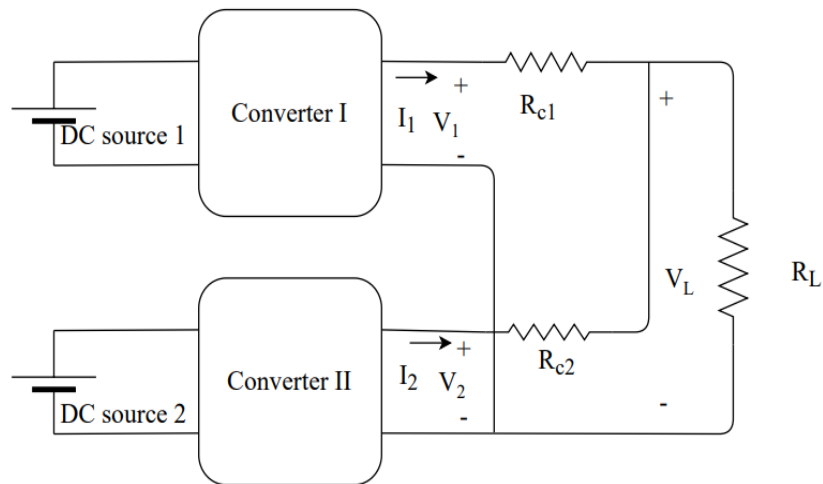 Converter I
DC source 1
I1 V1
+
-
Rc1
+
VL
-
RL
Converter II
DC source 2
I2 V2
+
-
Rc2